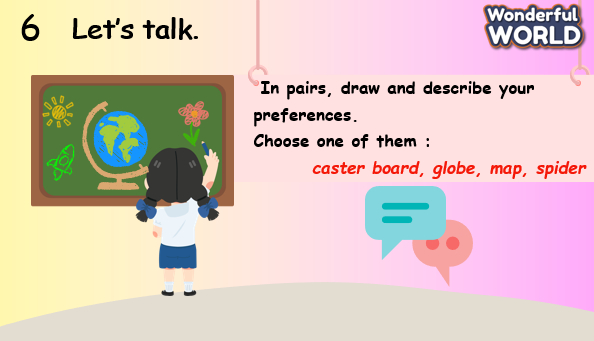 6 Let's talk.
Wonderful
WORLD
In pairs, draw and describe your
preferences.
Choose one of them :
caster board, globe, map, spider